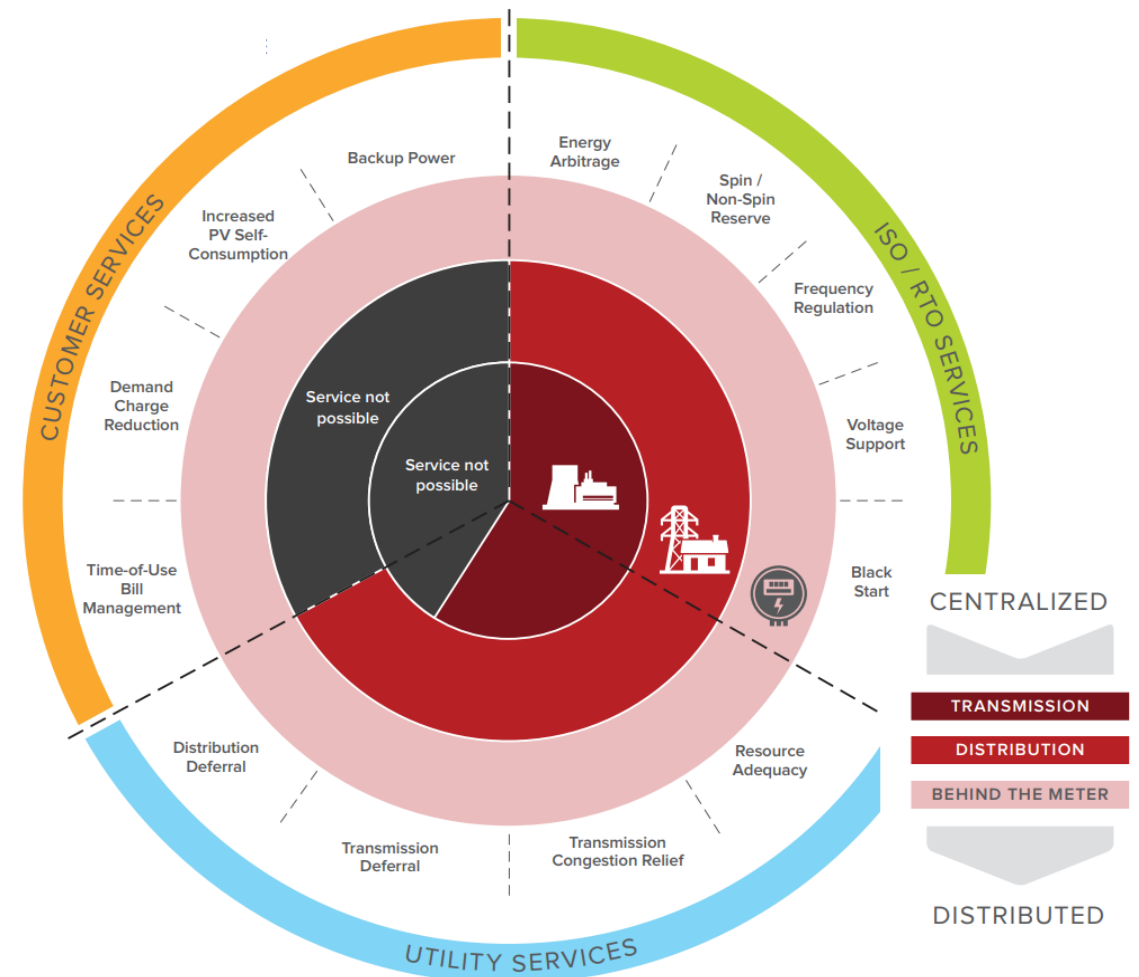 CUSTOMER SERVICES
ISO / RTO SERVICES
UTILITY SERVICES
Backup Power
Increased
PV Self-
Consumption
Demand
Charge
Reduction
Time-of-Use
Bill
Management
Energy
Arbitrage
Spin /
Non-Spin
Reserve
Frequency
Regulation
Voltage
Support
Black
Start
Resource
Adequacy
Transmission
Congestion Relief
Transmission
Deferral
Distribution
Deferral
Service not
possible
Service not
possible
CENTRALIZED
TRANSMISSION
DISTRIBUTION
BEHIND THE METER
DISTRIBUTED